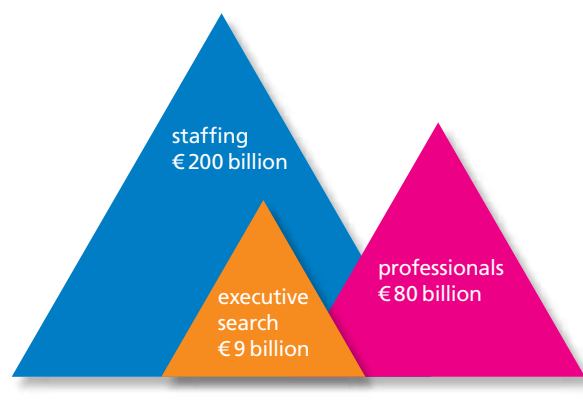 staffing
€ 200 billion
professionals
€ 80 billion
executive
search
€ 9 billion